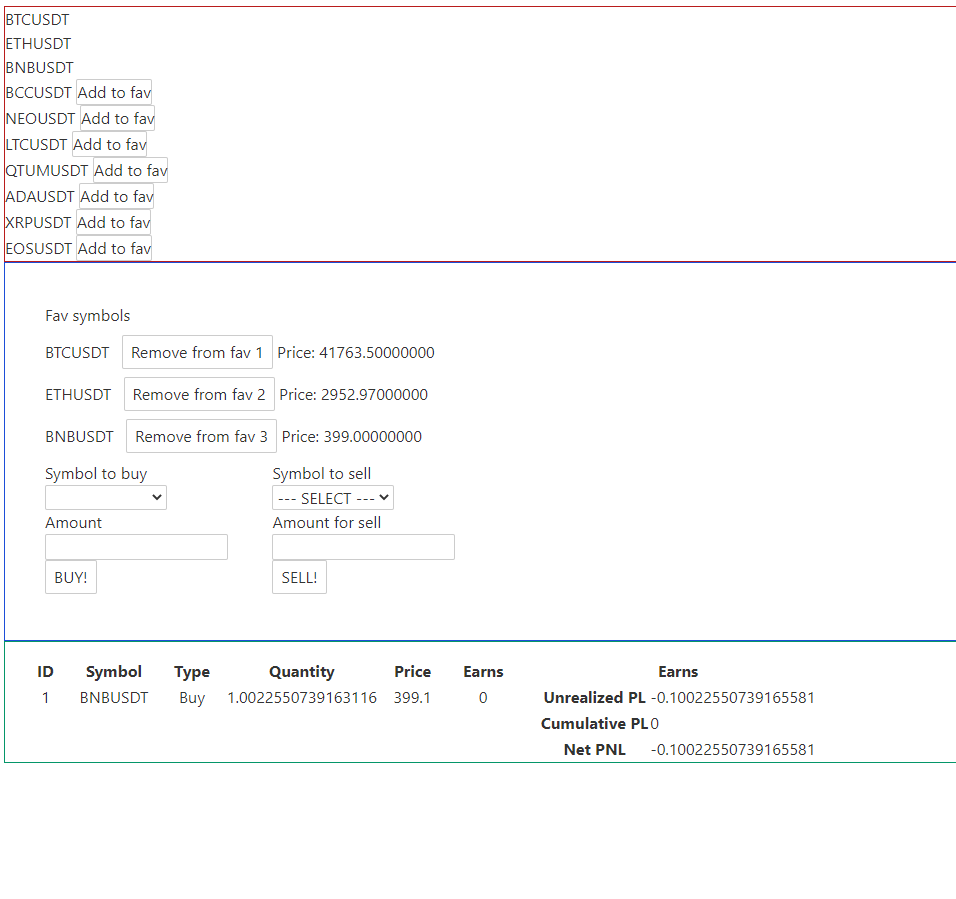 BTCUSDT
ETHUSDT
BNBUSDT
BCCUSDT Add to fav
NEOUSDT Add to fav
LTCUSDT Add to fav
QTUMUSDT Add to fav
ADAUSDT Add to fav
XRPUSDT Add to fav
EOSUSDT Add to fav
Fav symbols
BTCUSDT Remove from fav 1 Price: 41763.50000000
ETHUSDT Remove from fav 2 Price: 2952.97000000
BNBUSDT Remove from fav 3 Price: 399.00000000
Symbol to buy Symbol to sell
--- SELECT ---
Amount Amount for sell
BUY! SELL!
ID Symbol Type Quantity Price Earns Earns
1 BNBUSDT Buy 1.0022550739163116 399.1 0 Unrealized PL -0.10022550739165581
Cumulative PL 0
Net PNL -0.10022550739165581